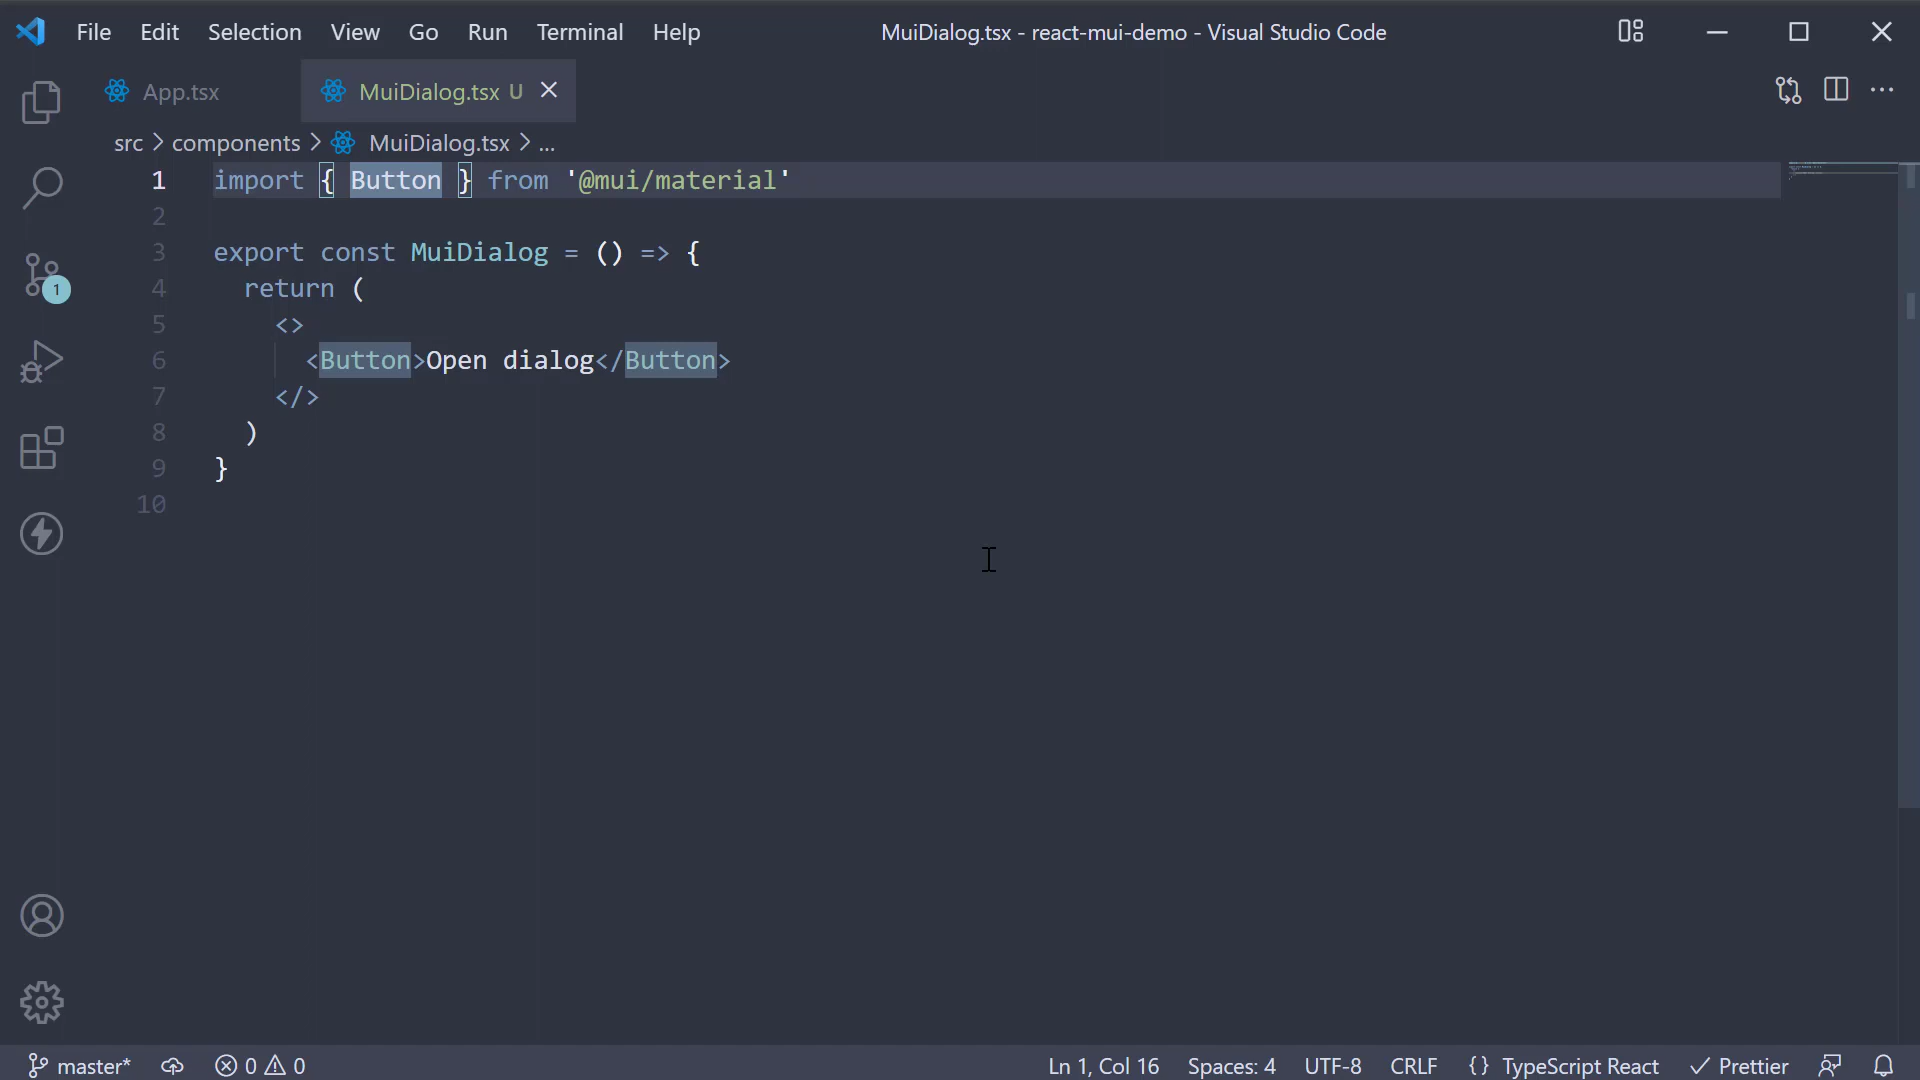 File Edit Selection View Go Run Terminal Help MuiDialog.tsx - react-mui-demo - Visual Studio Code
App.tsx MuiDialog.tsx U
src > components > MuiDialog.tsx > ...
1 import { Button } from '@mui/material'
2
3 export const MuiDialog = () => {
4 return (
5 <>
6 <Button>Open dialog</Button>
7 </>
8 )
9 }
10
1
master* 0 0 Ln 1, Col 16 Spaces: 4 UTF-8 CRLF {} TypeScript React Prettier